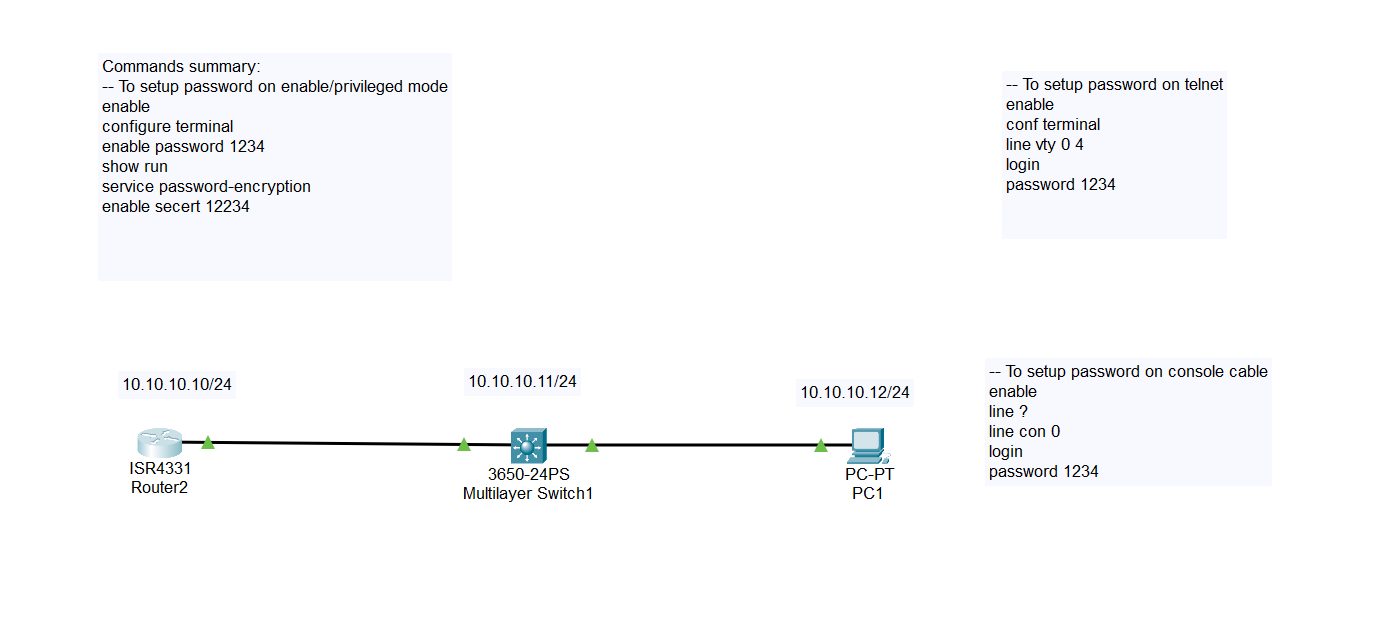 Commands summary:
-- To setup password on enable/privileged mode
enable
configure terminal
enable password 1234
show run
service password-encryption
enable secert 12234
-- To setup password on telnet
enable
conf terminal
line vty 0 4
login
password 1234
10.10.10.10/24
10.10.10.11/24
10.10.10.12/24
ISR4331
Router2
3650-24PS
Multilayer Switch1
PC-PT
PC1
-- To setup password on console cable
enable
line ?
line con 0
login
password 1234